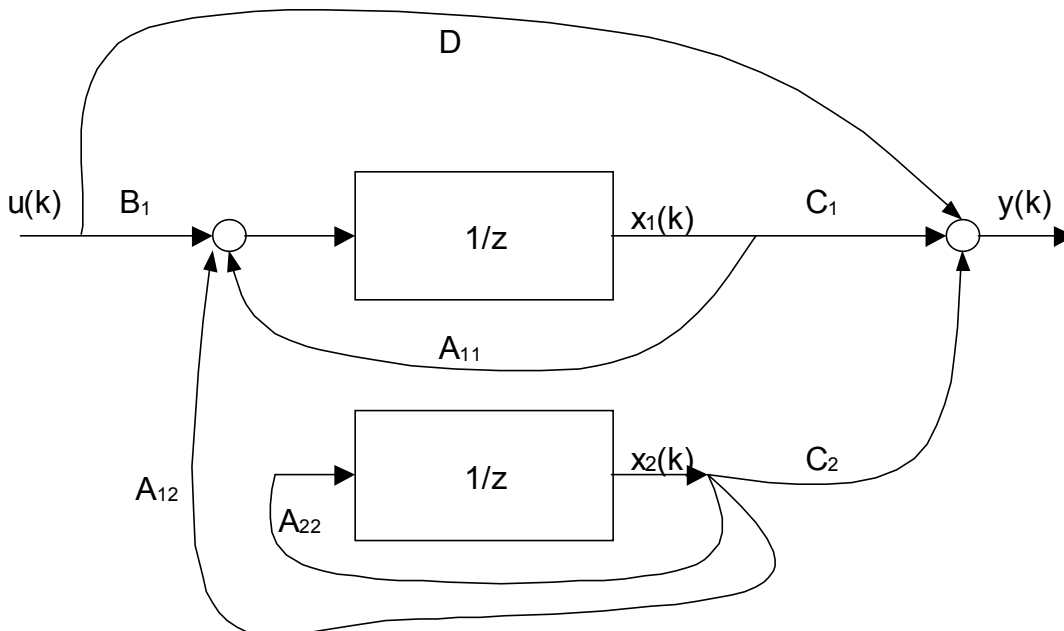 D
u(k)
B₁
1/z
x₁(k)
C₁
y(k)
A₁₁
1/z
x₂(k)
C₂
A₁₂
A₂₂